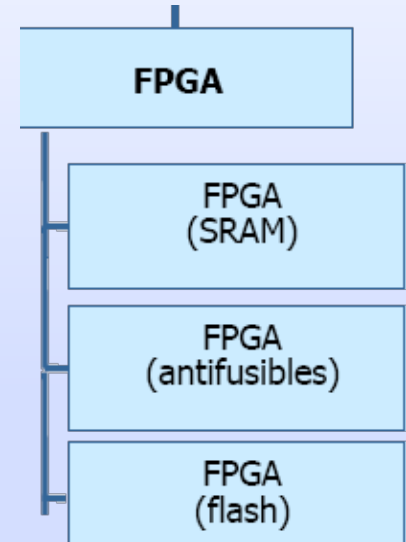 FPGA
FPGA
(SRAM)
FPGA
(antifusibles)
FPGA
(flash)